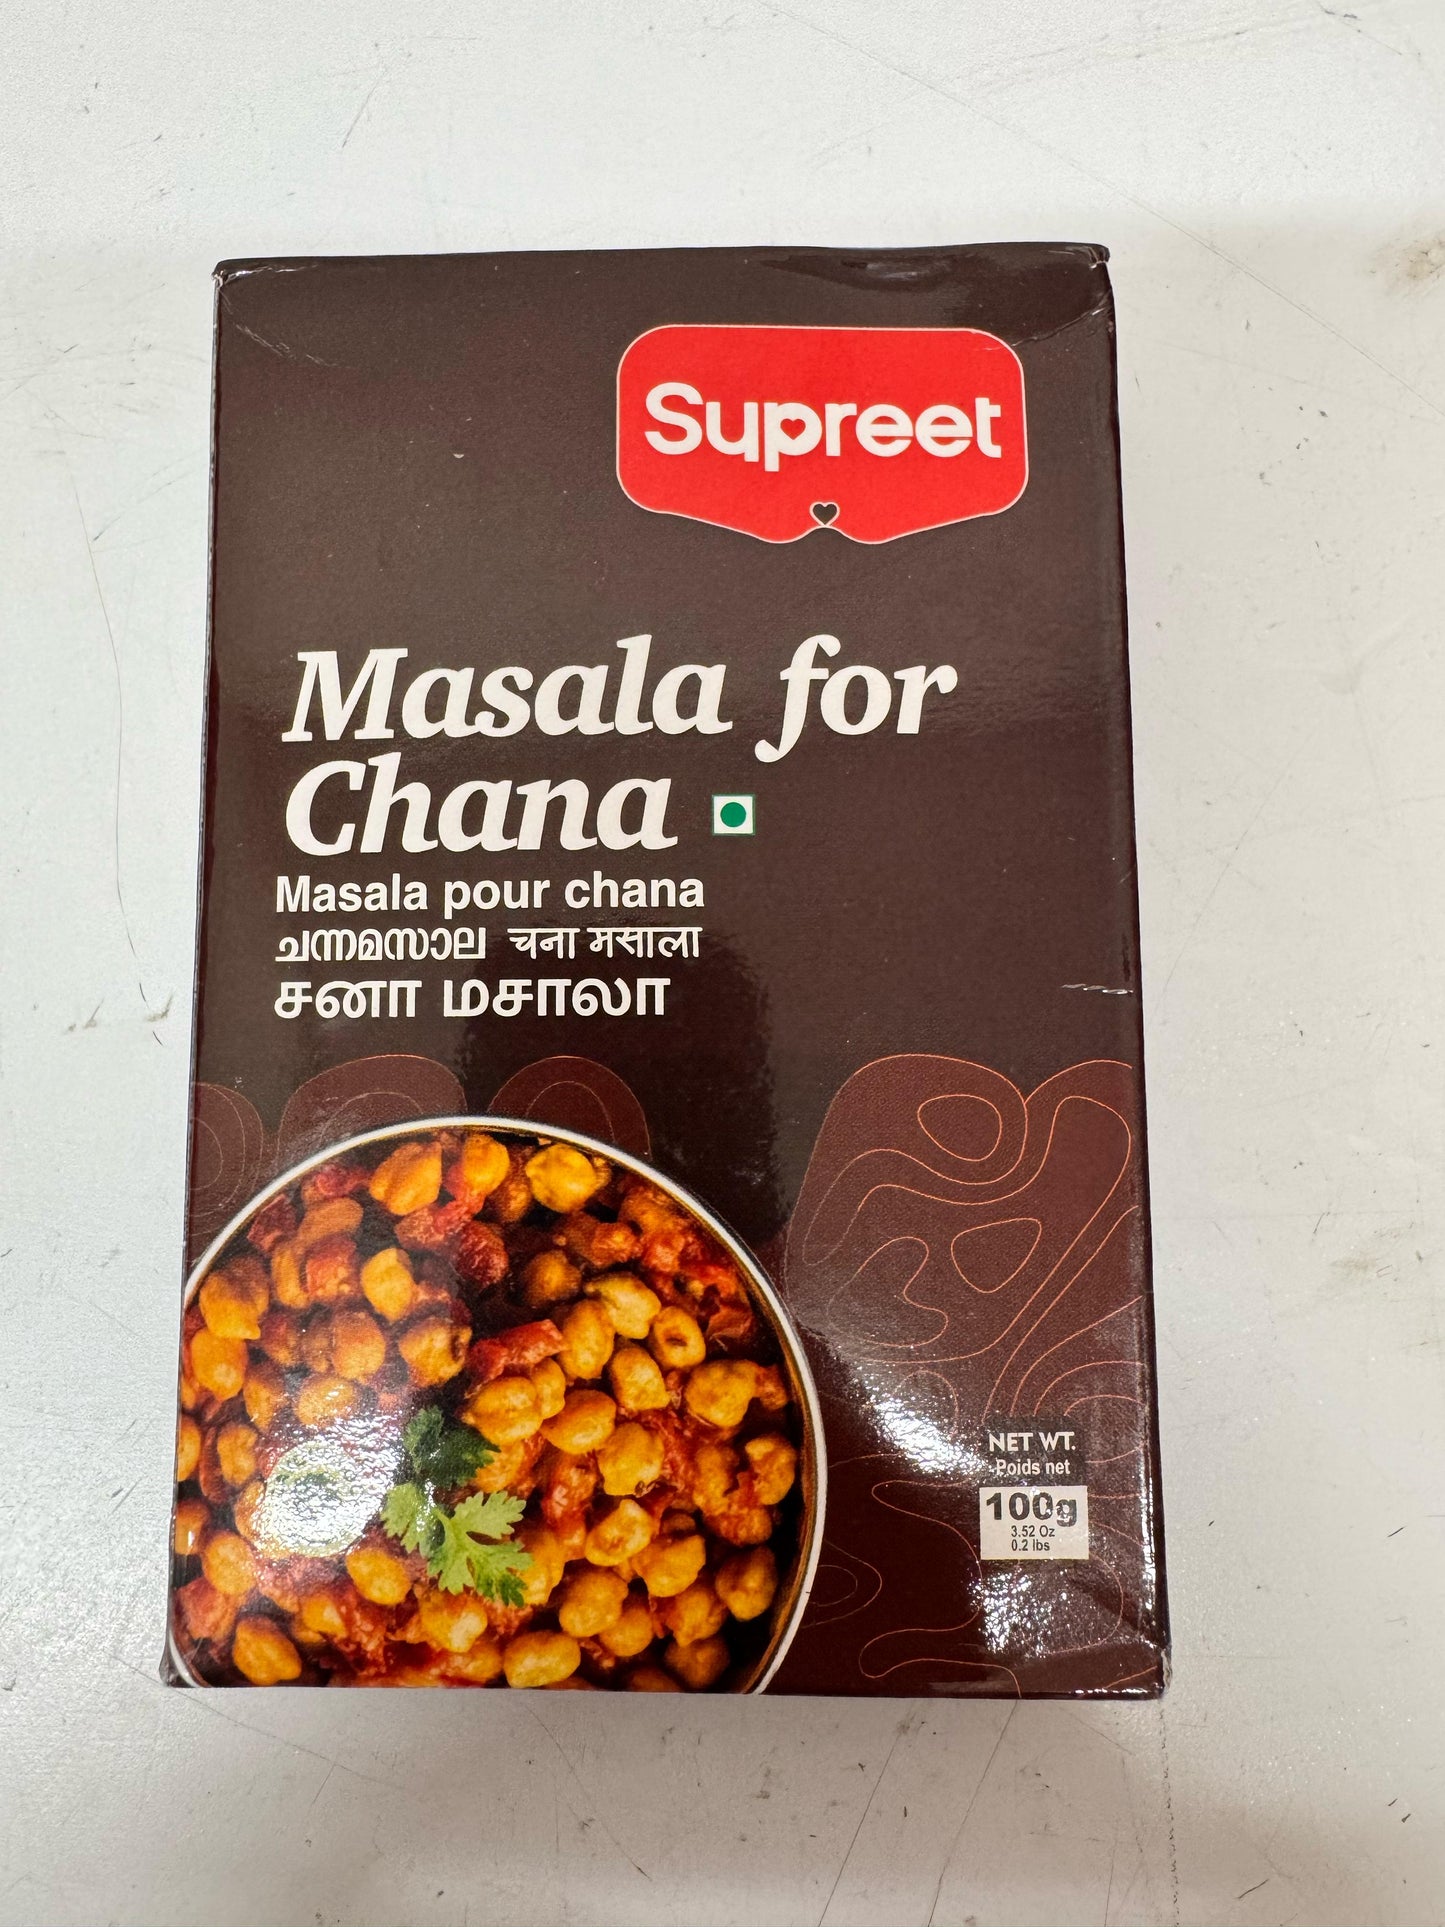 Supreet
Masala for
Chana
Masala pour chana
ചന്നമസാല चना मसाला
சனா மசாலா
NET WT.
Poids net
100g
3.52 Oz
0.2 lbs